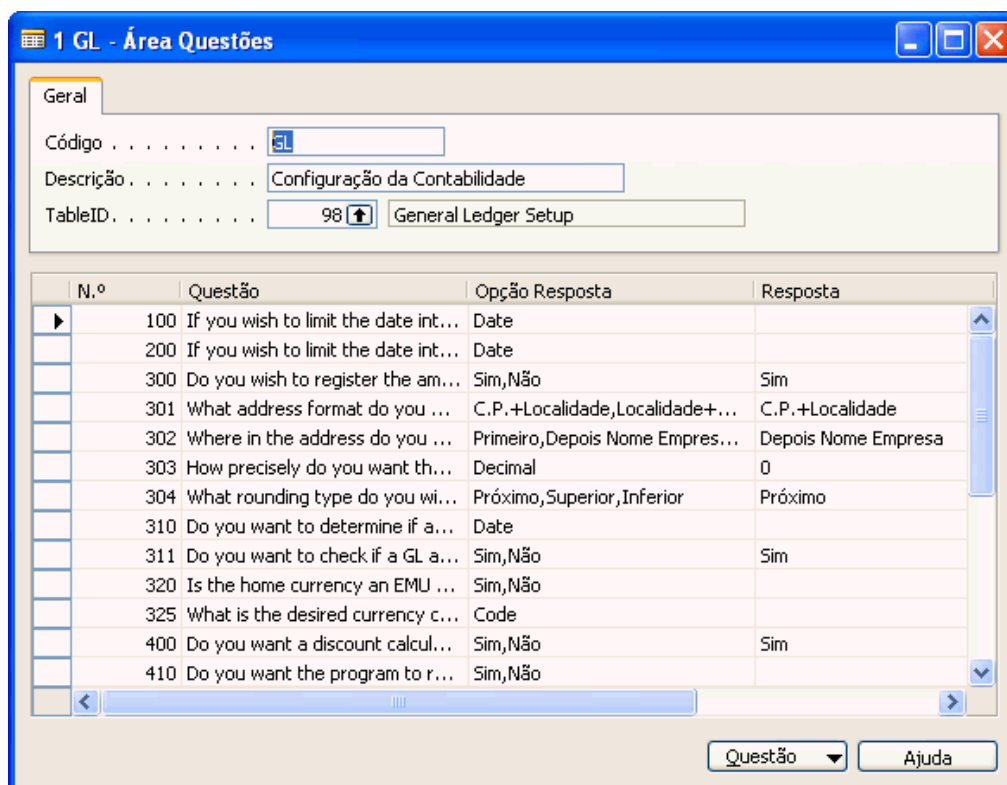 1 GL - Área Questões
Geral
Código . . . . . . . . . GL
Descrição. . . . . . . . Configuração da Contabilidade
TableID. . . . . . . . . 98 General Ledger Setup
N.º Questão Opção Resposta Resposta
100 If you wish to limit the date int... Date
200 If you wish to limit the date int... Date
300 Do you wish to register the am... Sim,Não Sim
301 What address format do you ... C.P.+Localidade,Localidade+... C.P.+Localidade
302 Where in the address do you ... Primeiro,Depois Nome Empres... Depois Nome Empresa
303 How precisely do you want th... Decimal 0
304 What rounding type do you wi... Próximo,Superior,Inferior Próximo
310 Do you want to determine if a... Date
311 Do you want to check if a GL a... Sim,Não Sim
320 Is the home currency an EMU ... Sim,Não
325 What is the desired currency c... Code
400 Do you want a discount calcul... Sim,Não Sim
410 Do you want the program to r... Sim,Não
Questão Ajuda